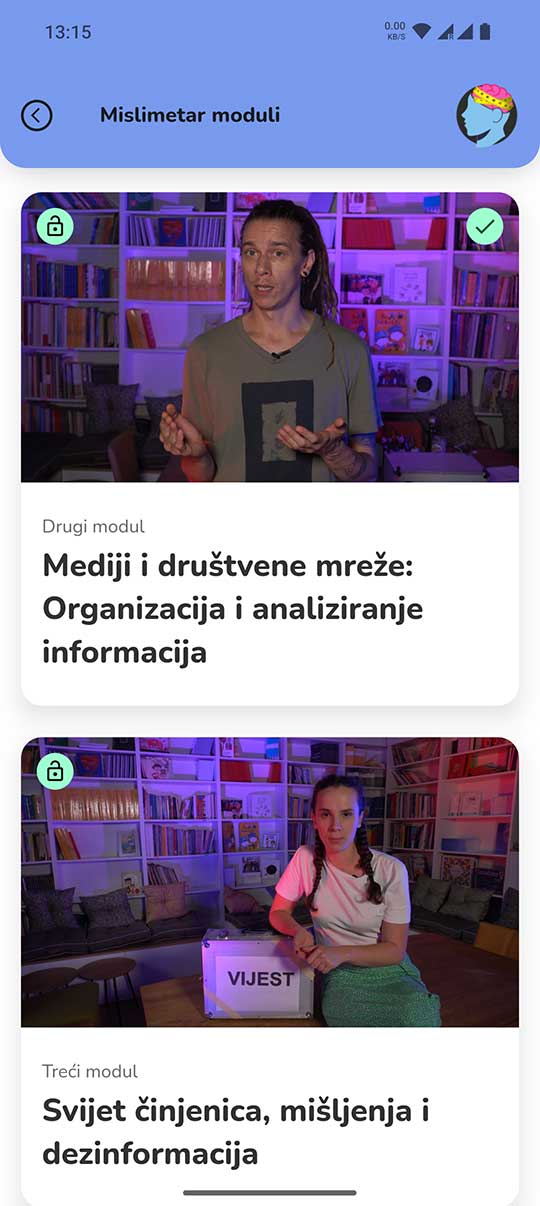 13:15
0.00
KB/S
R
Mislimetar moduli
Drugi modul
Mediji i društvene mreže:
Organizacija i analiziranje
informacija
VIJEST
Treći modul
Svijet činjenica, mišljenja i
dezinformacija